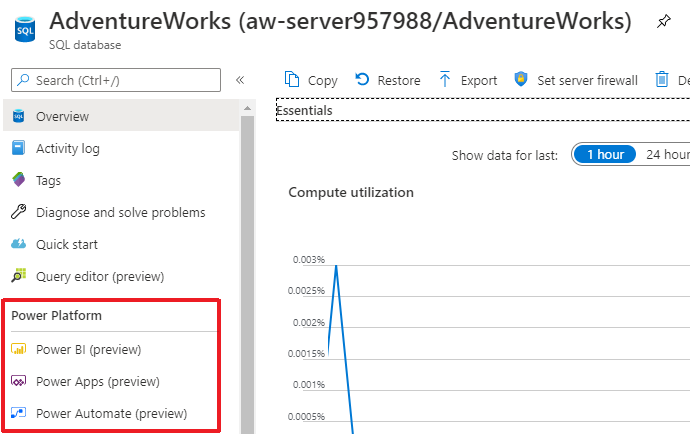 AdventureWorks (aw-server957988/AdventureWorks)
SQL
SQL database
Search (Ctrl+/)
«
Copy
Restore
Export
Set server firewall
De
Overview
Essentials
Activity log
Show data for last:
1 hour
24 hour
Tags
Compute utilization
Diagnose and solve problems
Quick start
Query editor (preview)
Power Platform
Power BI (preview)
Power Apps (preview)
Power Automate (preview)
0.003%
0.0025%
0.002%
0.0015%
0.001%
0.0005%